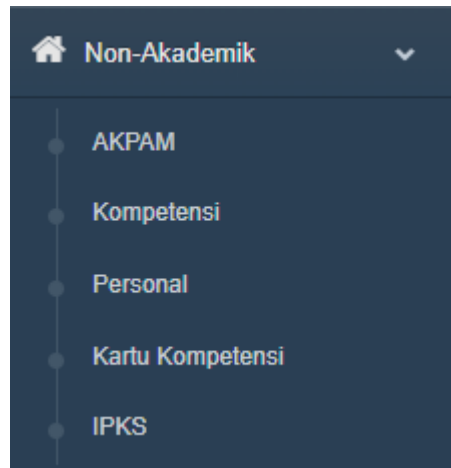 Non-Akademik
AKPAM
Kompetensi
Personal
Kartu Kompetensi
IPKS